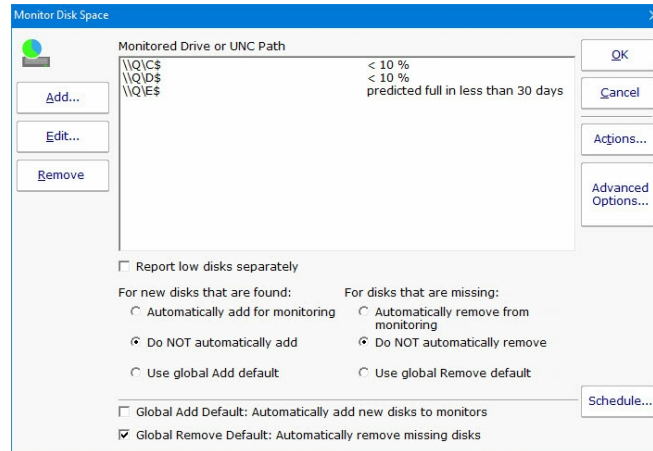 Monitor Disk Space
Monitored Drive or UNC Path
\\Q\C$ < 10 %
\\Q\D$ < 10 %
\\Q\E$ predicted full in less than 30 days
Add...
Edit...
Remove
OK
Cancel
Actions...
Advanced
Options...
Report low disks separately
For new disks that are found:
Automatically add for monitoring
Do NOT automatically add
Use global Add default
For disks that are missing:
Automatically remove from
monitoring
Do NOT automatically remove
Use global Remove default
Schedule...
Global Add Default: Automatically add new disks to monitors
Global Remove Default: Automatically remove missing disks